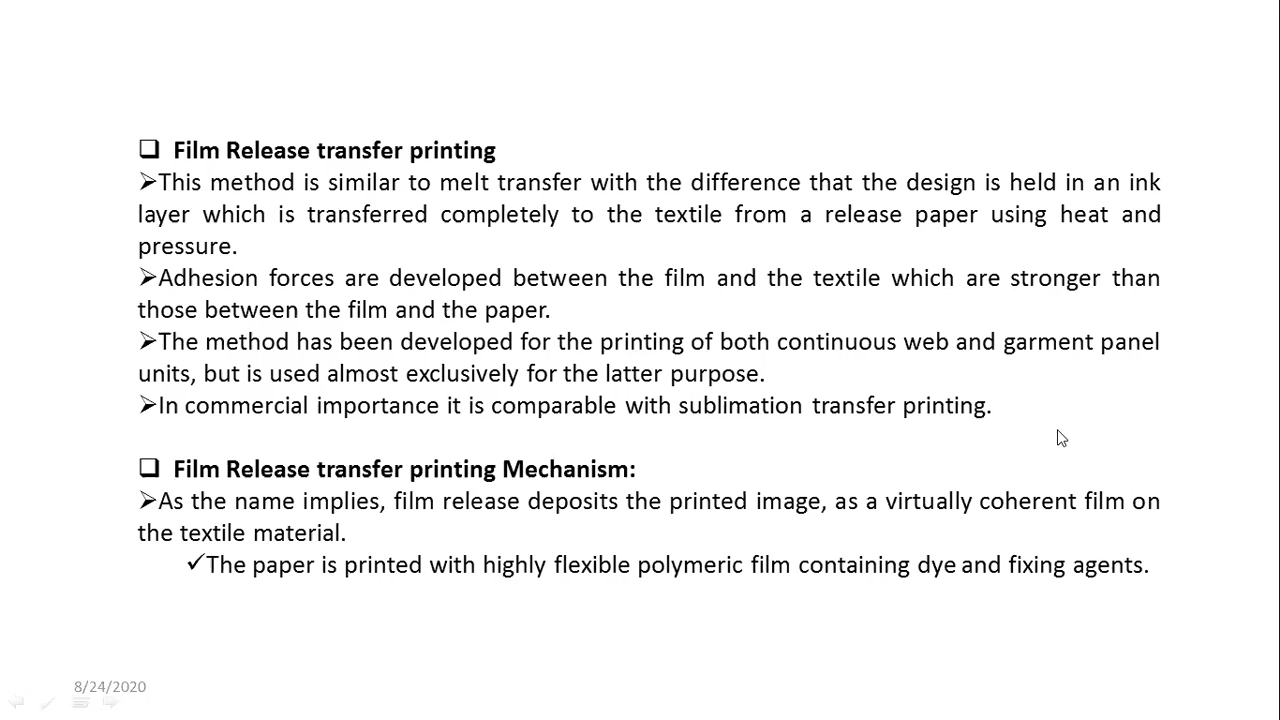 ❑ Film Release transfer printing
➢This method is similar to melt transfer with the difference that the design is held in an ink
layer which is transferred completely to the textile from a release paper using heat and
pressure.
➢Adhesion forces are developed between the film and the textile which are stronger than
those between the film and the paper.
➢The method has been developed for the printing of both continuous web and garment panel
units, but is used almost exclusively for the latter purpose.
➢In commercial importance it is comparable with sublimation transfer printing.
❑ Film Release transfer printing Mechanism:
➢As the name implies, film release deposits the printed image, as a virtually coherent film on
the textile material.
✓The paper is printed with highly flexible polymeric film containing dye and fixing agents.
8/24/2020